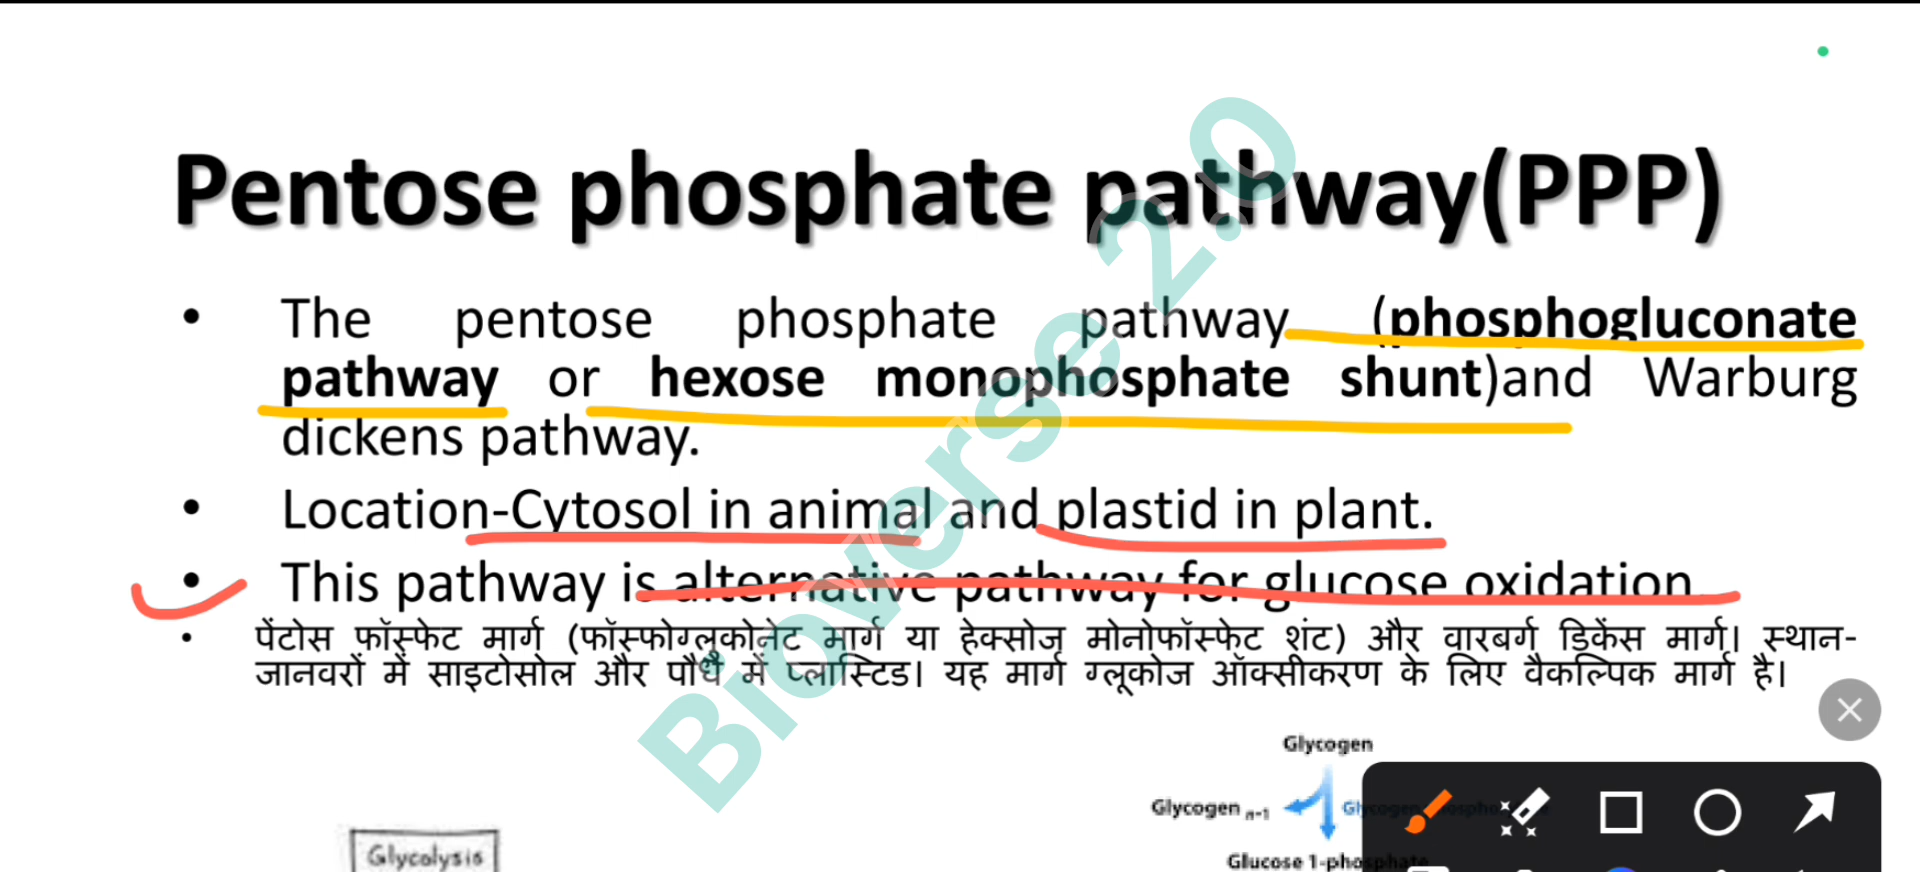 Pentose phosphate pathway(PPP)
• The pentose phosphate pathway (phosphogluconate
pathway or hexose monophosphate shunt)and Warburg
dickens pathway.
• Location-Cytosol in animal and plastid in plant.
• This pathway is alternative pathway for glucose oxidation.
• पेंटोस फॉस्फेट मार्ग (फॉस्फोग्लूकोनेट मार्ग या हेक्सोज मोनोफॉस्फेट शंट) और वारबर्ग डिकेंस मार्ग। स्थान-
जानवरों में साइटोसोल और पौधे में प्लास्टिड। यह मार्ग ग्लूकोज ऑक्सीकरण के लिए वैकल्पिक मार्ग है।
Bioverse 2.0
Glycogen
Glycogen n-1
Glucose 1-phosphate
Glycolysis